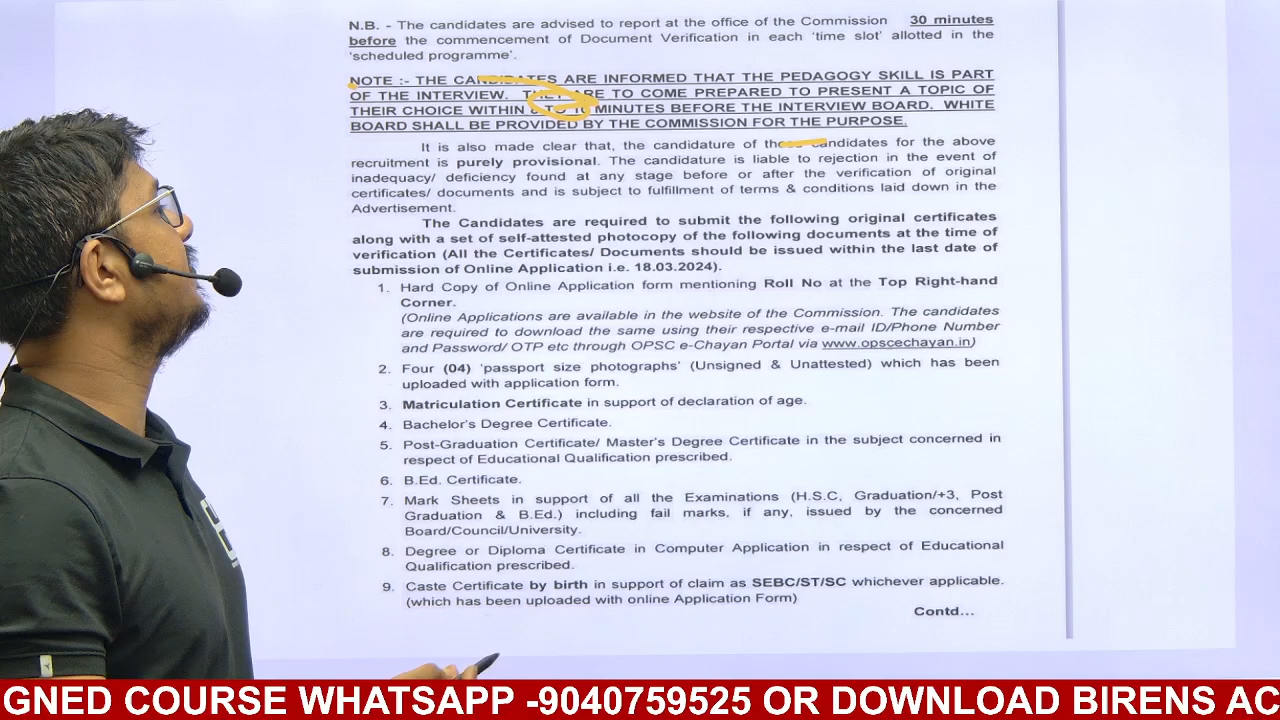 N.B. - The candidates are advised to report at the office of the Commission 30 minutes
before the commencement of Document Verification in each 'time slot' allotted in the
'scheduled programme'.
NOTE :- THE CANDIDATES ARE INFORMED THAT THE PEDAGOGY SKILL IS PART
OF THE INTERVIEW. THEY ARE TO COME PREPARED TO PRESENT A TOPIC OF
THEIR CHOICE WITHIN TO 10 MINUTES BEFORE THE INTERVIEW BOARD. WHITE
BOARD SHALL BE PROVIDED BY THE COMMISSION FOR THE PURPOSE.
It is also made clear that, the candidature of these candidates for the above
recruitment is purely provisional. The candidature is liable to rejection in the event of
inadequacy/ deficiency found at any stage before or after the verification of original
certificates/ documents and is subject to fulfillment of terms & conditions laid down in the
Advertisement.
The Candidates are required to submit the following original certificates
along with a set of self-attested photocopy of the following documents at the time of
verification (All the Certificates/ Documents should be issued within the last date of
submission of Online Application i.e. 18.03.2024).
1. Hard Copy of Online Application form mentioning Roll No at the Top Right-hand
Corner.
(Online Applications are available in the website of the Commission. The candidates
are required to download the same using their respective e-mail ID/Phone Number
and Password/ OTP etc through OPSC e-Chayan Portal via www.opscechayan.in)
2. Four (04) 'passport size photographs' (Unsigned & Unattested) which has been
uploaded with application form.
3. Matriculation Certificate in support of declaration of age.
4. Bachelor's Degree Certificate.
5. Post-Graduation Certificate/ Master's Degree Certificate in the subject concerned in
respect of Educational Qualification prescribed.
6. B.Ed. Certificate.
7. Mark Sheets in support of all the Examinations (H.S.C, Graduation/+3, Post
Graduation & B.Ed.) including fail marks, if any, issued by the concerned
Board/Council/University.
8. Degree or Diploma Certificate in Computer Application in respect of Educational
Qualification prescribed.
9. Caste Certificate by birth in support of claim as SEBC/ST/SC whichever applicable.
(which has been uploaded with online Application Form)
Contd...
GNED COURSE WHATSAPP -9040759525 OR DOWNLOAD BIRENS AC